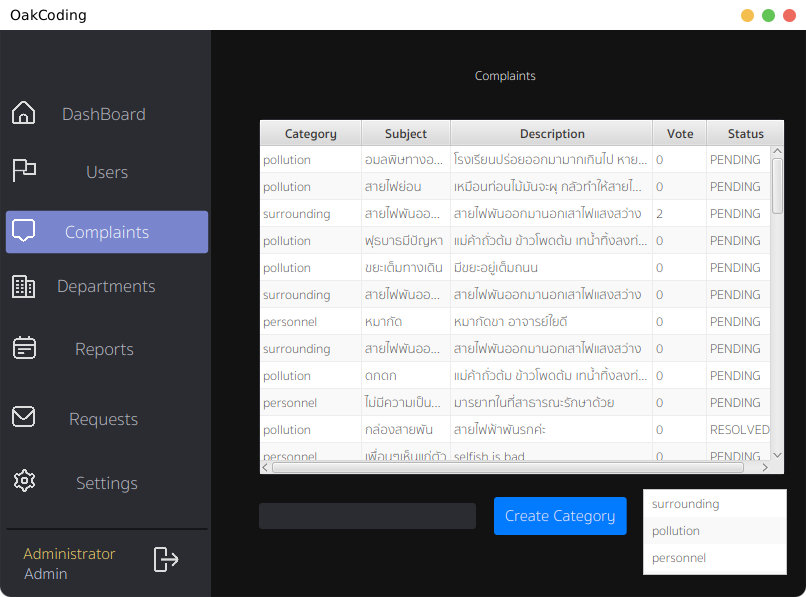 OakCoding
DashBoard
Users
Complaints
Departments
Reports
Requests
Settings
Administrator
Admin
Complaints
Category Subject Description Vote Status
pollution อมลพิษทางอ... โรงเรียนปร่อยออกมามากเกินไป หาย... 0 PENDING
pollution สายไฟย่อน เหมือนท่อนไม้มันจะผุ กลัวทำให้สายไ... 0 PENDING
surrounding สายไฟพันออ... สายไฟพันออกมานอกเสาไฟแสงสว่าง 2 PENDING
pollution ฟุธบาธมีปัญหา แม่ค้าถั่วต้ม ข้าวโพดต้ม เทน้ำทิ้งลงท่... 0 PENDING
pollution ขยะเต็มทางเดิน มีขยะอยู่เต็มถนน 0 PENDING
surrounding สายไฟพันออ... สายไฟพันออกมานอกเสาไฟแสงสว่าง 0 PENDING
personnel หมากัด หมากัดขา อาจารย์ใยดี 0 PENDING
surrounding สายไฟพันออ... สายไฟพันออกมานอกเสาไฟแสงสว่าง 0 PENDING
pollution ดกดก แม่ค้าถั่วต้ม ข้าวโพดต้ม เทน้ำทิ้งลงท่... 0 PENDING
personnel ไม่มีความเป็น... มารยาทในที่สาธารณะรักษาด้วย 0 PENDING
pollution กล่องสายพัน สายไฟฟ้าพันรกค่ะ 0 RESOLVED
personnel เพื่อนๆเห็นแก่ตัว selfish is bad 0 PENDING
Create Category
surrounding
pollution
personnel